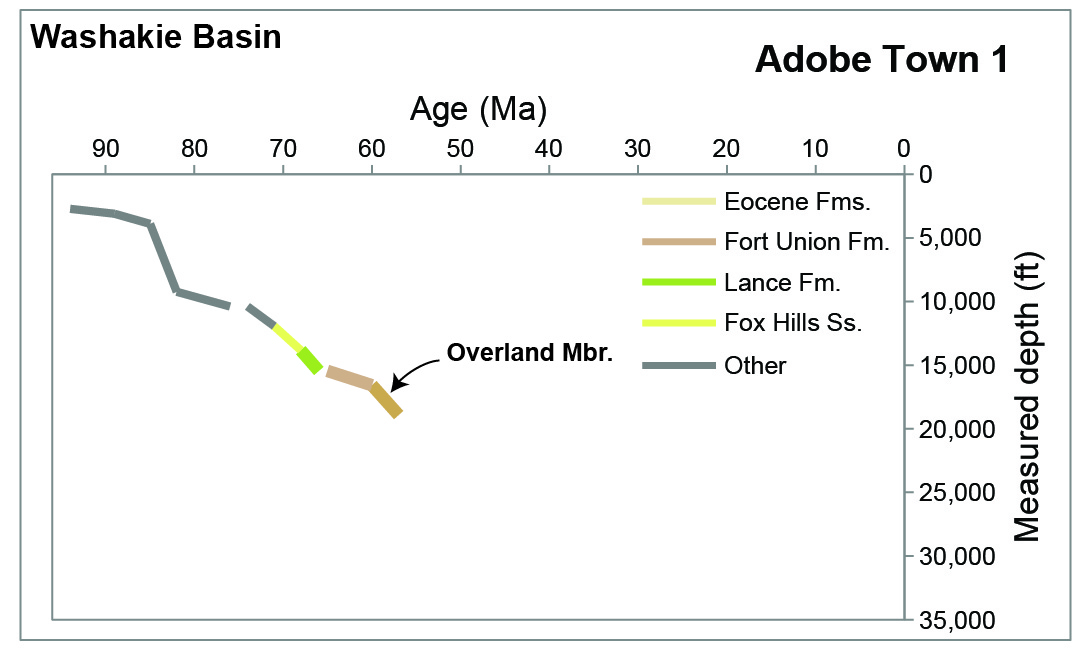 Washakie Basin
Adobe Town 1
Age (Ma)
90 80 70 60 50 40 30 20 10 0
0
5,000
10,000
15,000
20,000
25,000
30,000
35,000
Measured depth (ft)
Eocene Fms.
Fort Union Fm.
Lance Fm.
Fox Hills Ss.
Other
Overland Mbr.